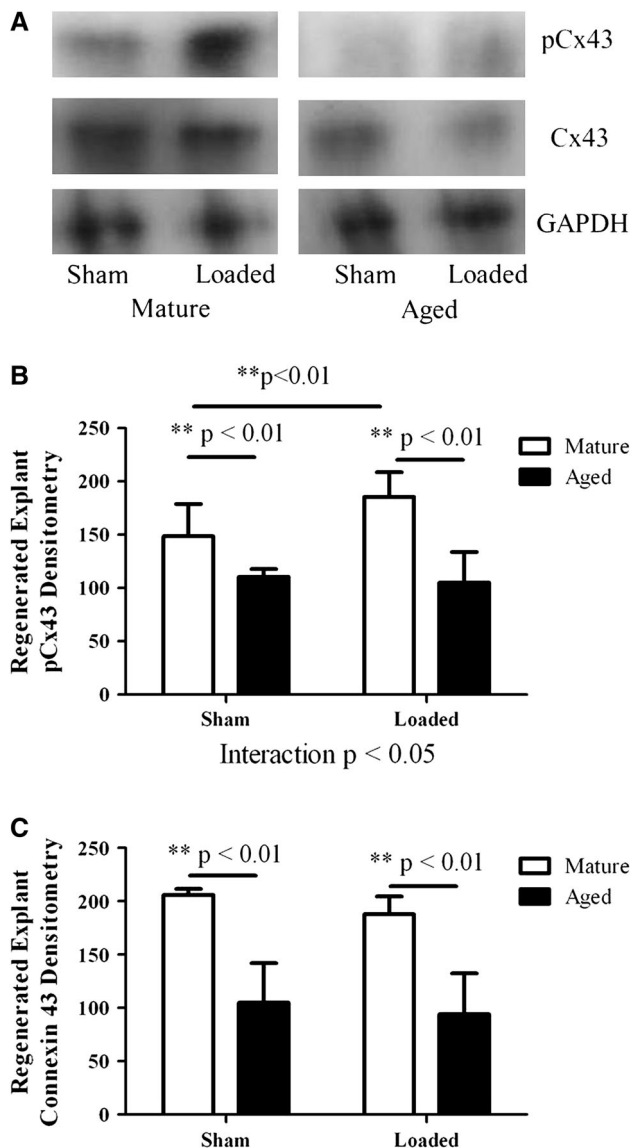 A
pCx43
Cx43
GAPDH
Sham Loaded Sham Loaded
Mature Aged
B
**p<0.01
** p < 0.01 ** p < 0.01
Mature
Aged
Regenerated Explant
pCx43 Densitometry
250
200
150
100
50
0
Sham Loaded
Interaction p < 0.05
C
** p < 0.01 ** p < 0.01
Mature
Aged
Regenerated Explant
Connexin 43 Densitometry
250
200
150
100
50
0
Sham Loaded